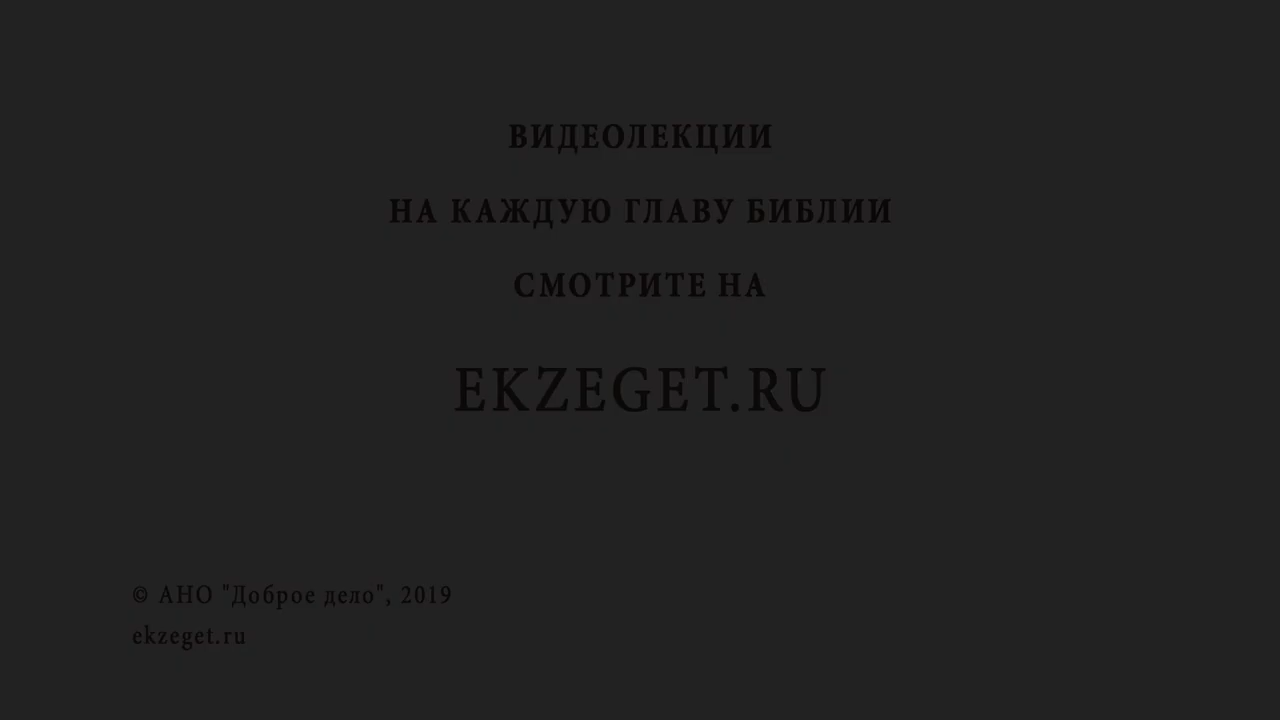 ВИДЕОЛЕКЦИИ
НА КАЖДУЮ ГЛАВУ БИБЛИИ
СМОТРИТЕ НА
EKZEGET.RU
© АНО "Доброе дело", 2019
ekzeget.ru